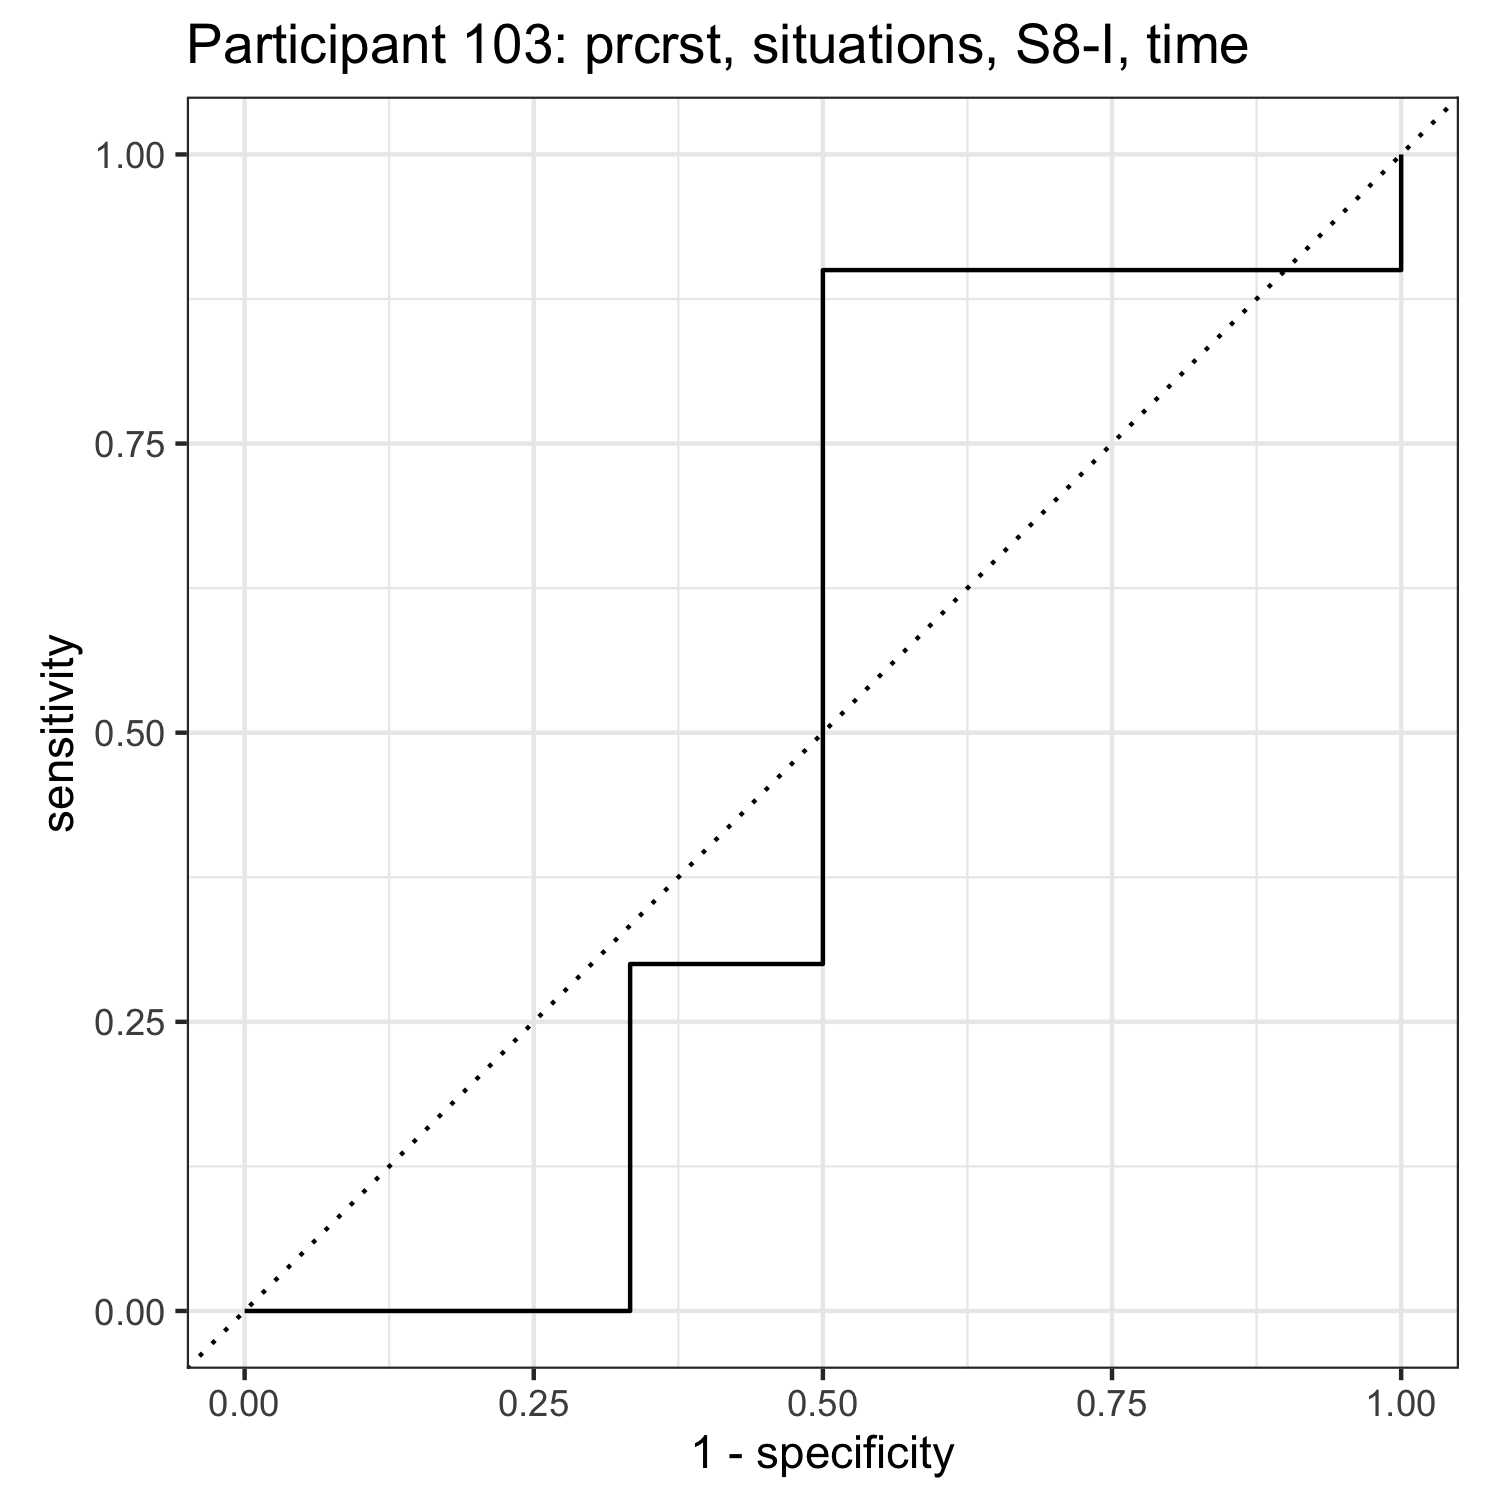 Participant 103: prcrst, situations, S8-I, time
1.00
0.75
0.50
0.25
0.00
sensitivity
0.00 0.25 0.50 0.75 1.00
1 - specificity